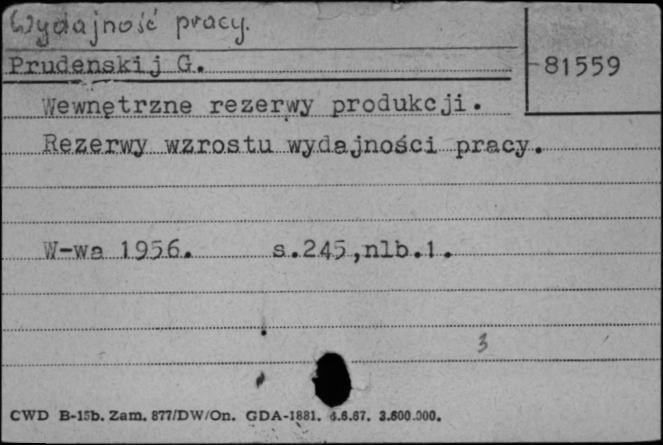 Wydajność pracy.
Prudenskij G.
81559
Wewnętrzne rezerwy produkcji.
Rezerwy wzrostu wydajności pracy.
W-wa 1956. s.245,nlb.1.
3
CWD B-15b. Zam. 877/DW/On. GDA-1881. 4.6.67. 3.600.000.